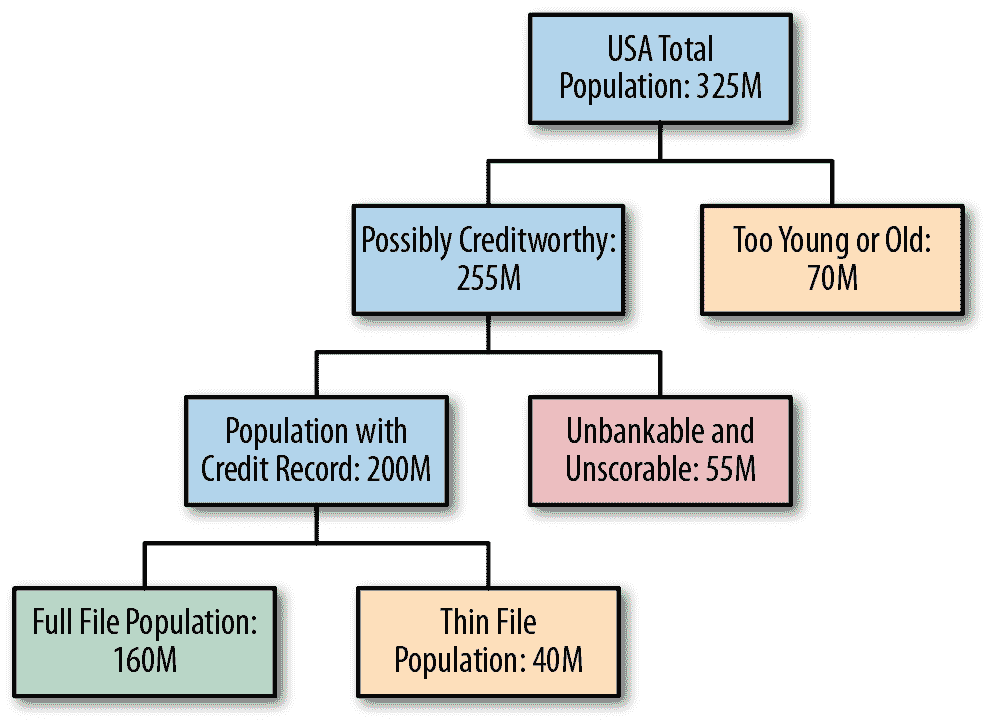 USA Total
Population: 325M
Possibly Creditworthy:
255M
Too Young or Old:
70M
Population with
Credit Record: 200M
Unbankable and
Unscorable: 55M
Full File Population:
160M
Thin File
Population: 40M